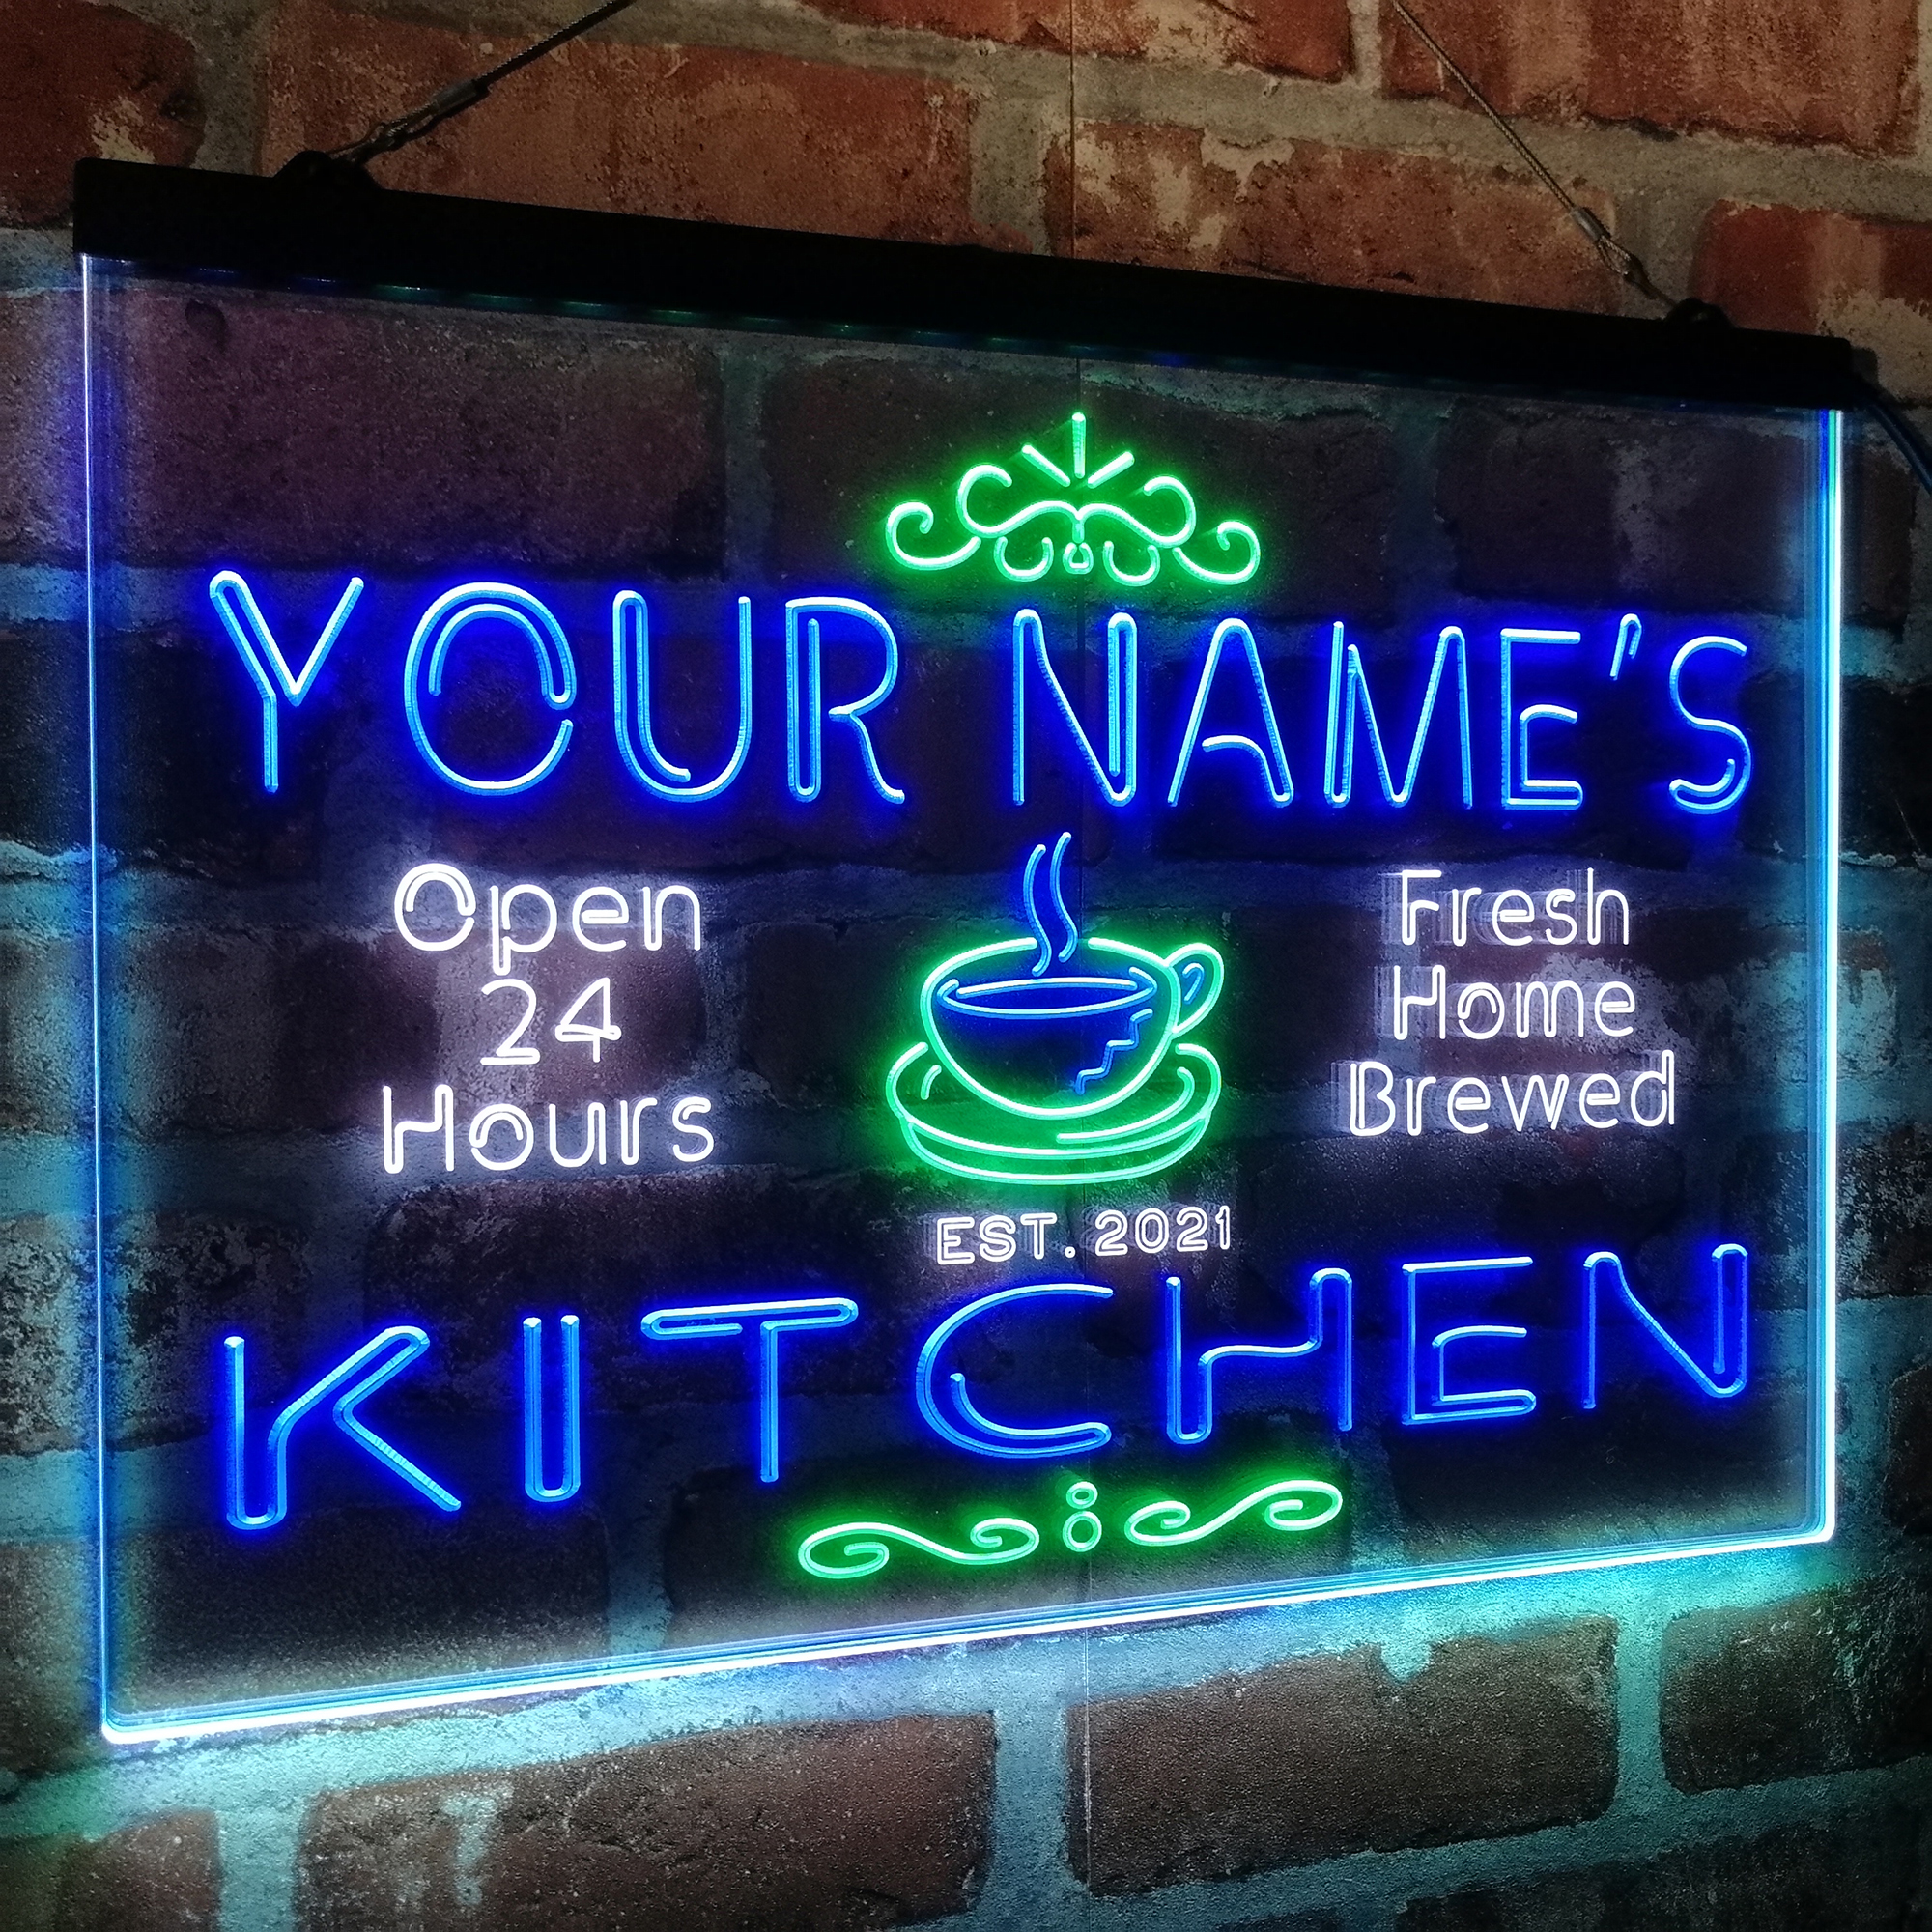 YOUR NAME'S
Open
24
Hours
Fresh
Home
Brewed
EST. 2021
KITCHEN